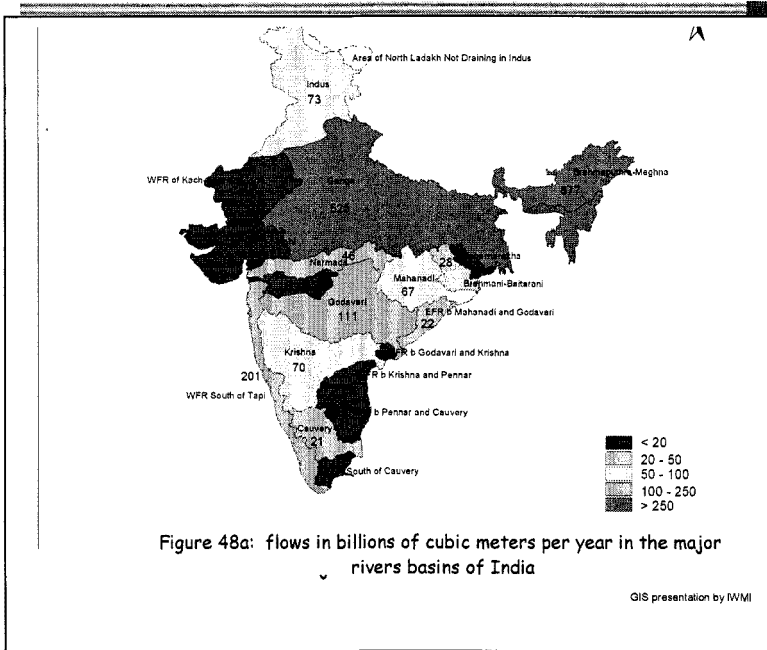 Area of North Ladakh Not Draining in Indus
Indus
73
WFR of Kach
Ganga
Brahmaputra-Meghna
Narmada
46
28
Mahanadi
67
Brahmani-Baitarani
Godavari
111
EFR b Mahanadi and Godavari
22
Krishna
70
FR b Godavari and Krishna
R b Krishna and Pennar
201
WFR South of Tapi
b Pennar and Cauvery
Cauvery
21
South of Cauvery
< 20
20 - 50
50 - 100
100 - 250
> 250
Figure 48a: flows in billions of cubic meters per year in the major
rivers basins of India
GIS presentation by IWMI